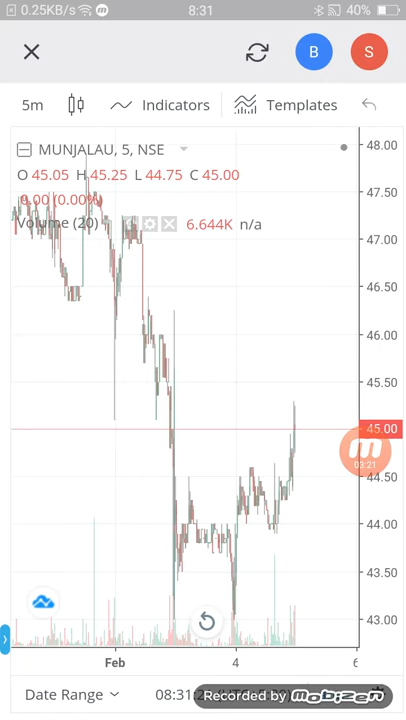 0.25KB/s 8:31 40%
B S
5m Indicators Templates
MUNJALAU, 5, NSE
O 45.05 H 45.25 L 44.75 C 45.00
0.00 (0.00%)
Volume (20) 6.644K n/a
48.00
47.50
47.00
46.50
46.00
45.50
45.00
03:21
44.50
44.00
43.50
43.00
Feb 4 6
Date Range 08:31:2
Recorded by mobizen